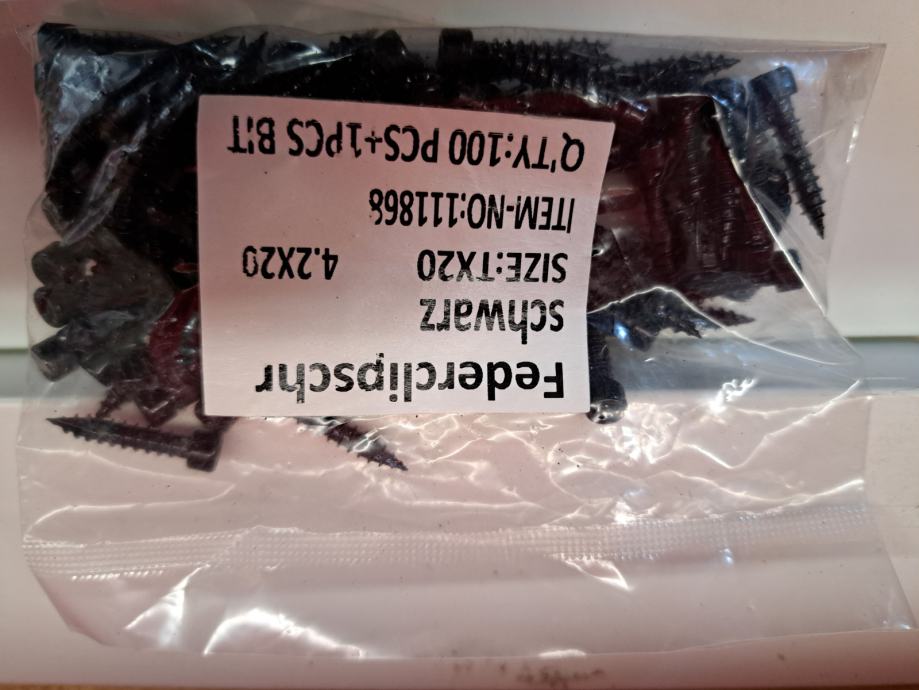 Federclipschr
schwarz
SIZE:TX20 4.2X20
ITEM-NO:111868
Q'TY:100 PCS+1PCS BIT